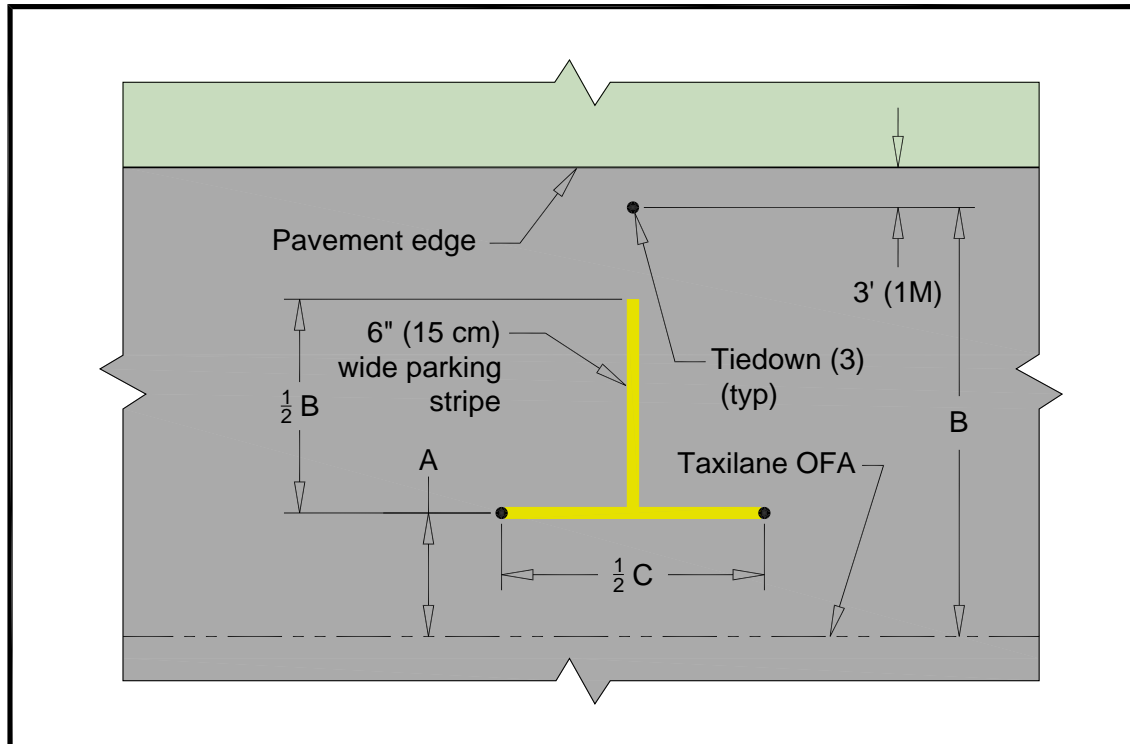 Pavement edge
3' (1M)
6" (15 cm)
wide parking
stripe
Tiedown (3)
(typ)
½ B
B
A
Taxilane OFA
½ C